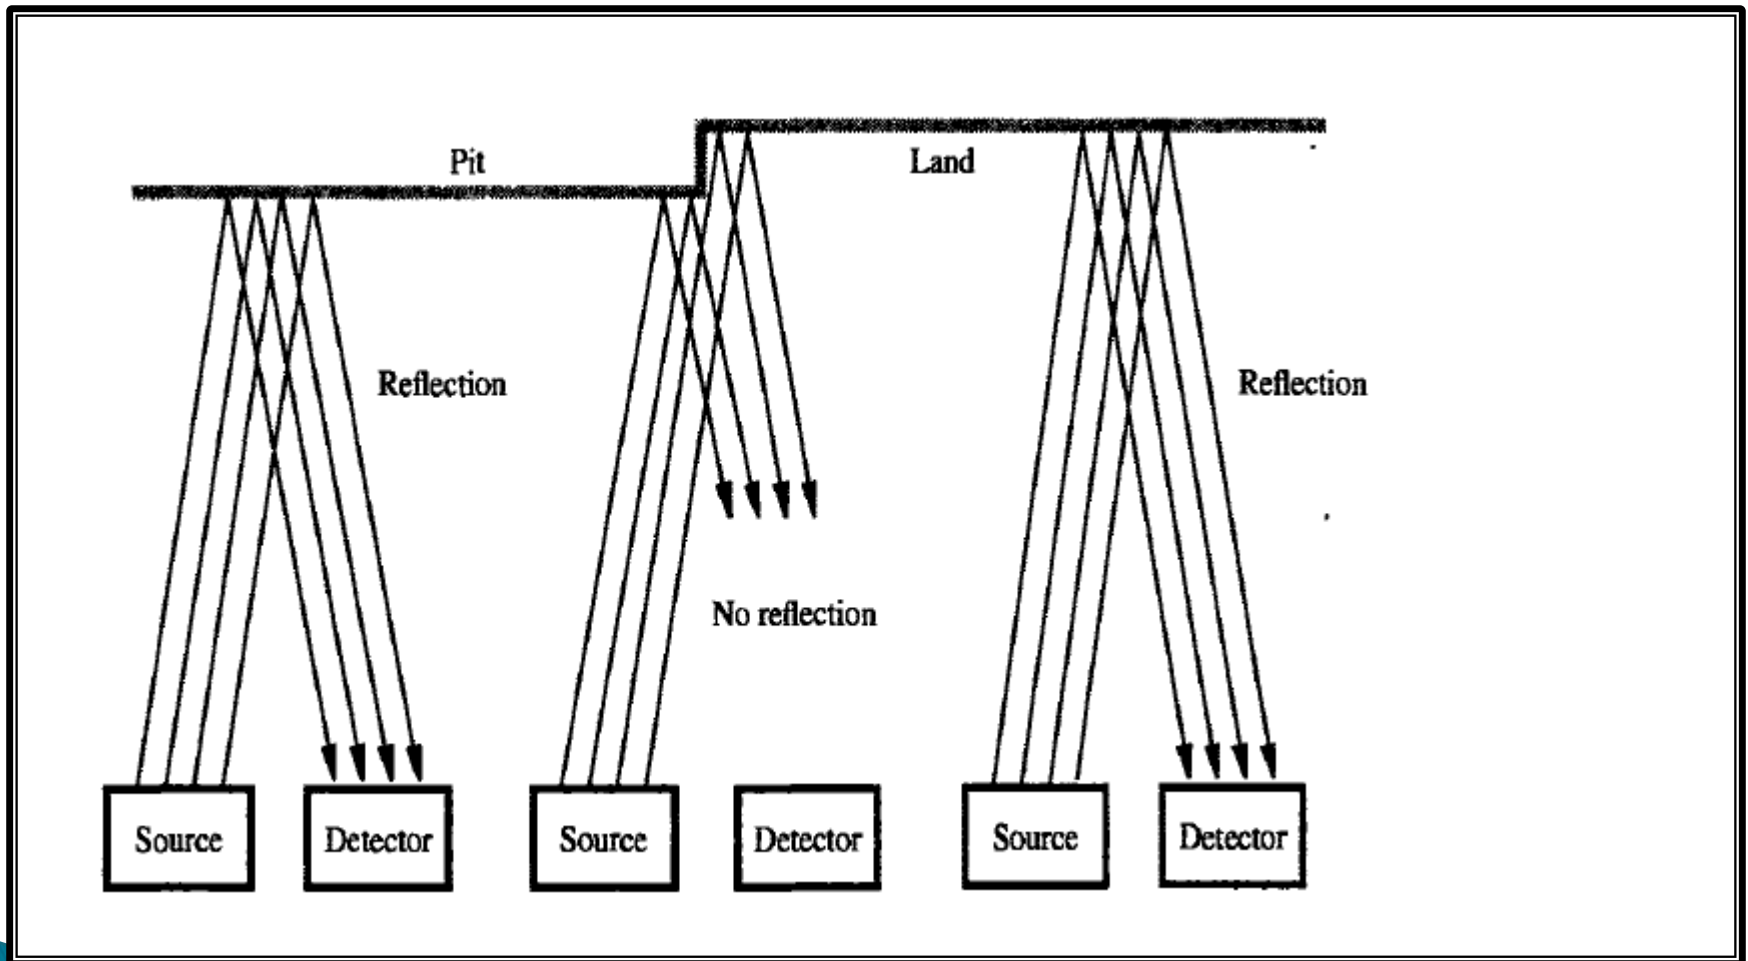 Pit
Land
Reflection
Reflection
No reflection
Source
Detector
Source
Detector
Source
Detector